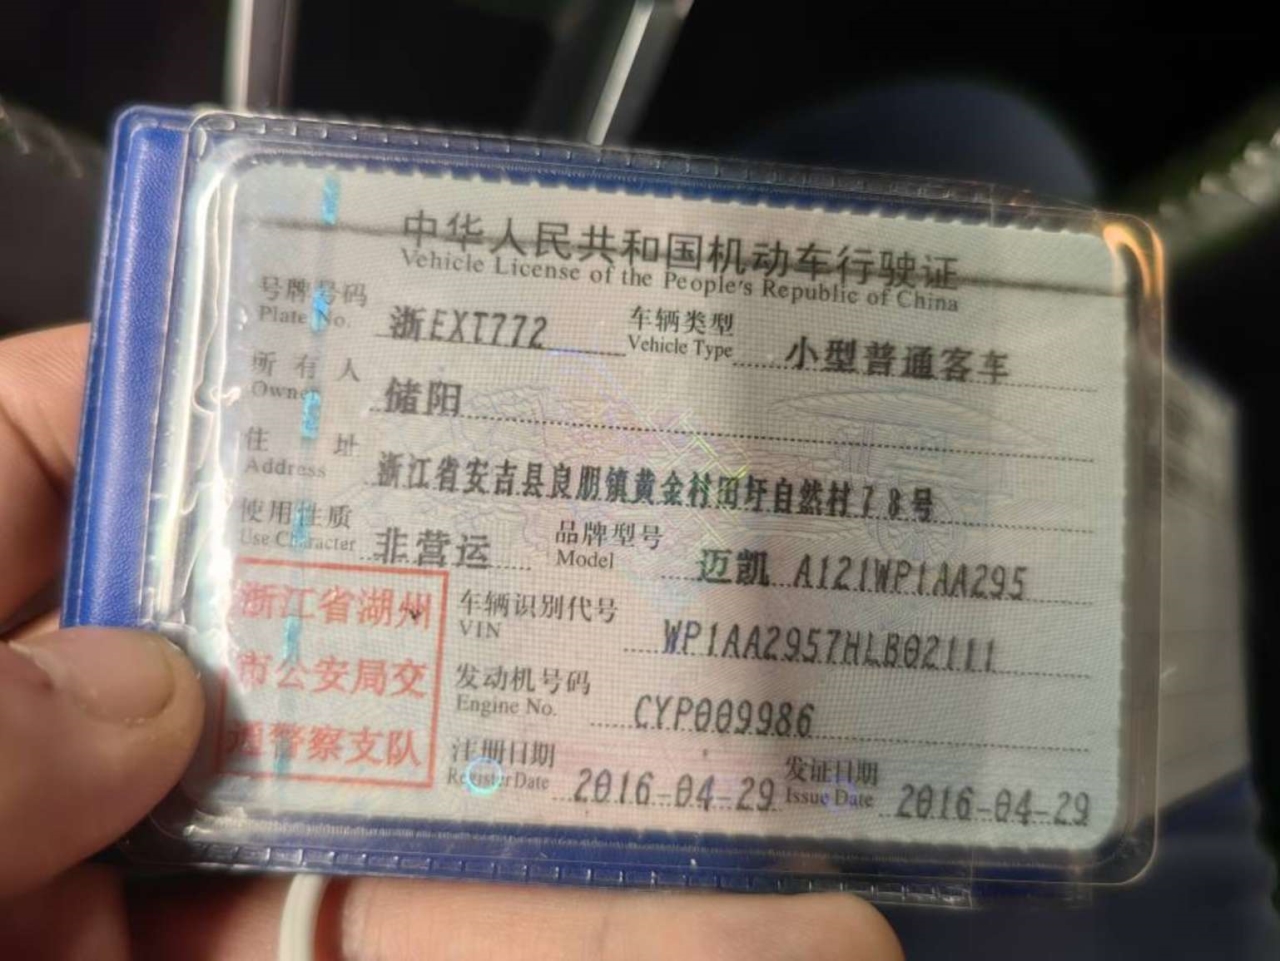 中华人民共和国机动车行驶证
Vehicle License of the People's Republic of China
号牌号码 浙EXT772 车辆类型 小型普通客车
Plate No. Vehicle Type
所有人 储阳
Owner
住址 浙江省安吉县良朋镇黄金村田圩自然村78号
Address
使用性质 非营运 品牌型号 迈凯 A121WP1AA295
Use Character Model
浙江省湖州
市公安局交
通警察支队
车辆识别代号 WP1AA2957HLB02111
VIN
发动机号码 CYP009986
Engine No.
注册日期 2016-04-29 发证日期 2016-04-29
Register Date Issue Date